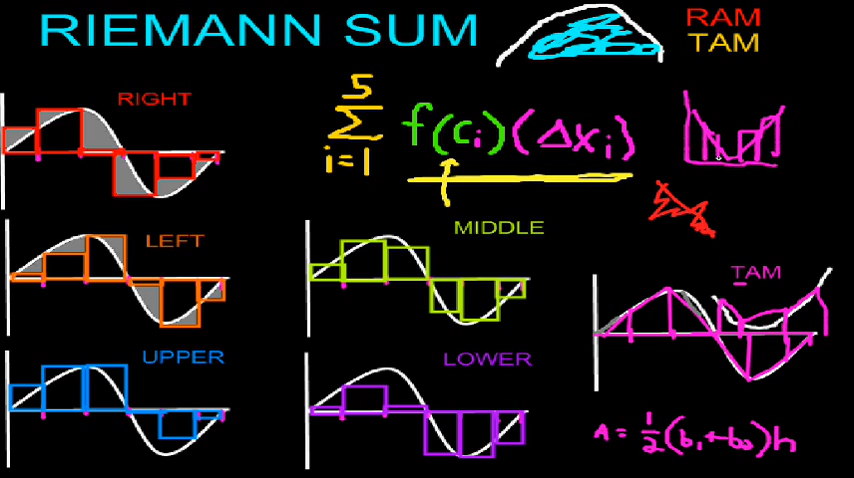 RIEMANN SUM
RAM
TAM
RIGHT
5
∑ f(cᵢ)(Δxᵢ)
i=1
LEFT
MIDDLE
TAM
UPPER
LOWER
A = 1/2(b₁+b₂)h